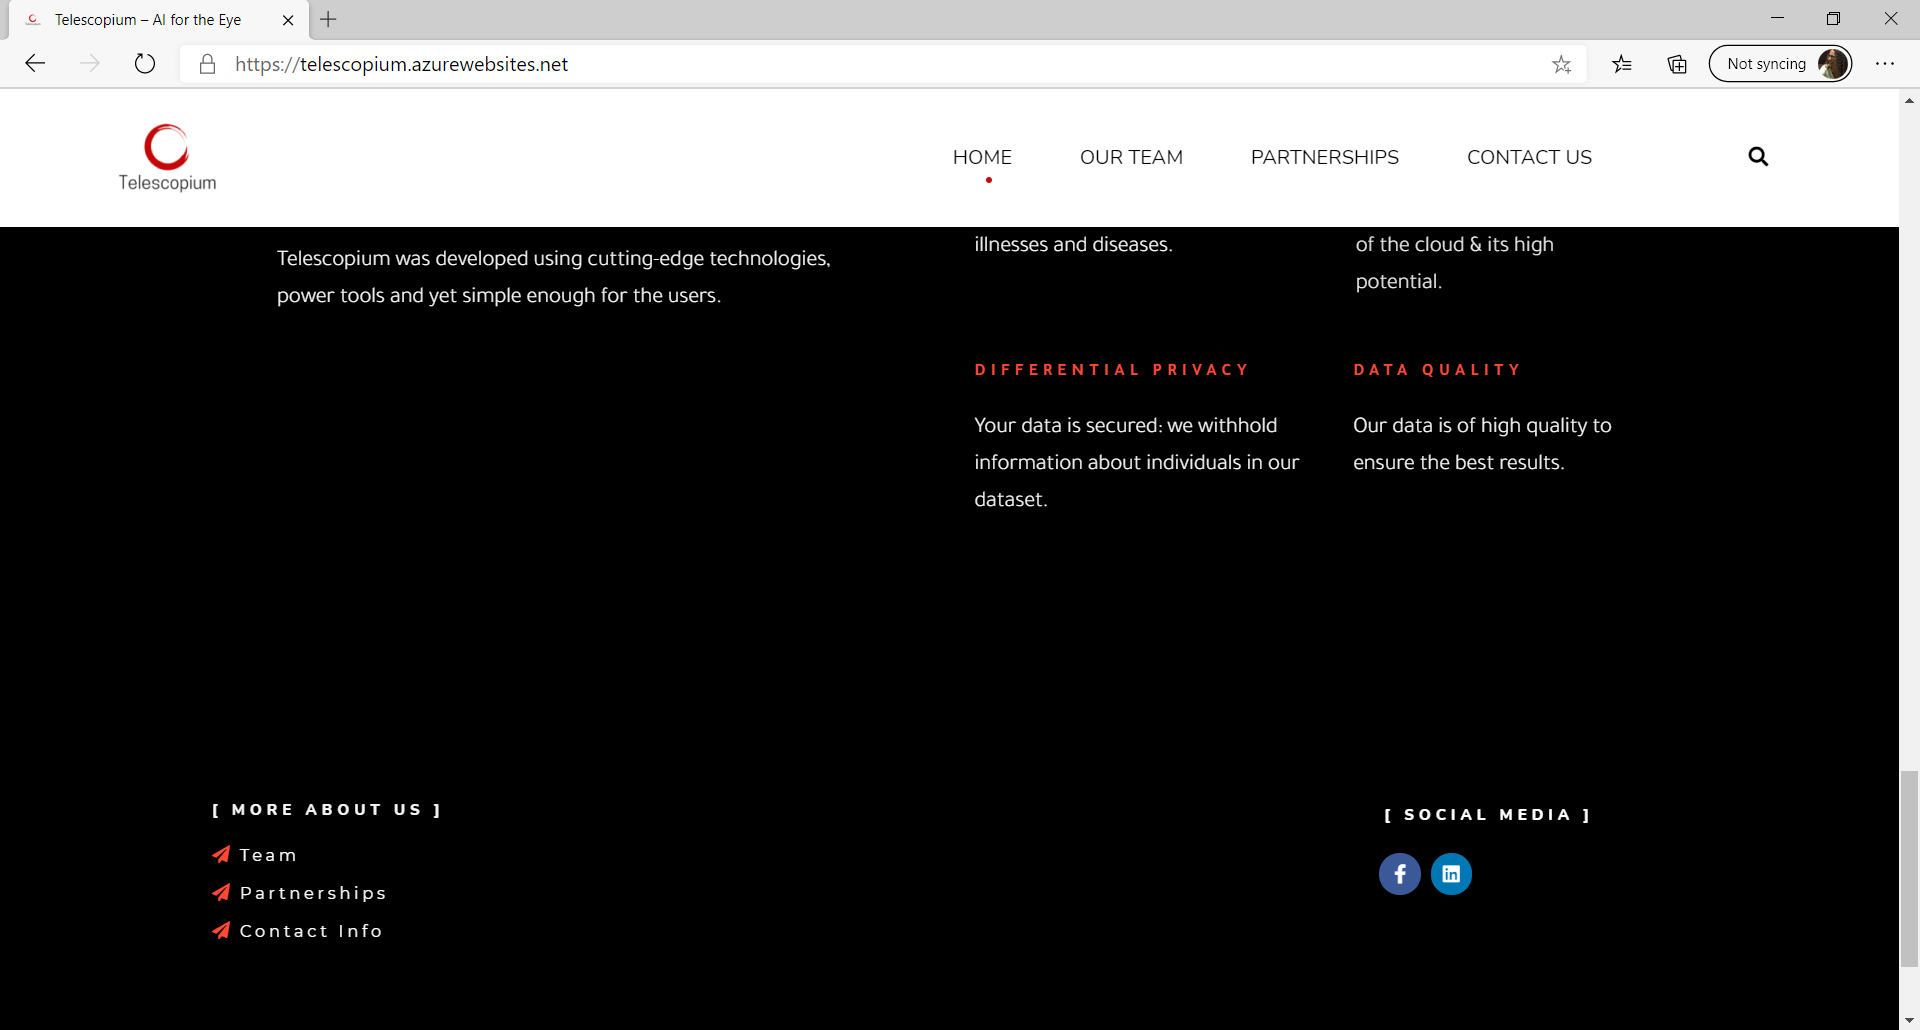 Telescopium – AI for the Eye
https://telescopium.azurewebsites.net
Not syncing
Telescopium
HOME
OUR TEAM
PARTNERSHIPS
CONTACT US
Telescopium was developed using cutting-edge technologies,
power tools and yet simple enough for the users.
illnesses and diseases.
of the cloud & its high
potential.
DIFFERENTIAL PRIVACY
Your data is secured: we withhold
information about individuals in our
dataset.
DATA QUALITY
Our data is of high quality to
ensure the best results.
[ MORE ABOUT US ]
Team
Partnerships
Contact Info
[ SOCIAL MEDIA ]